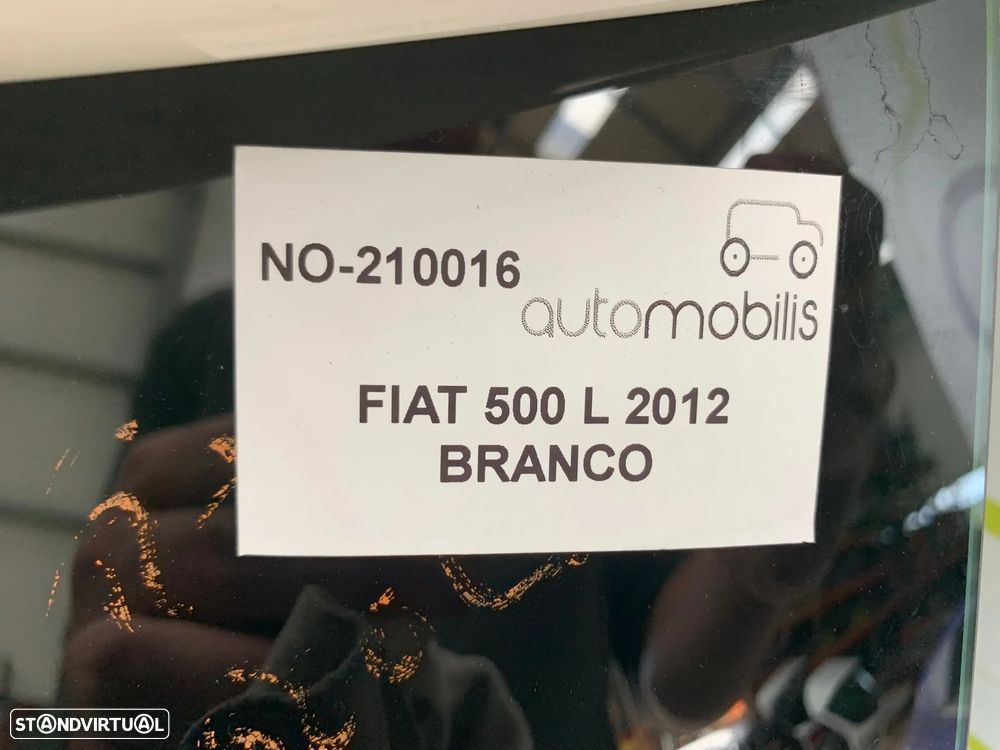 NO-210016
automobilis
FIAT 500 L 2012
BRANCO
STANDVIRTUAL